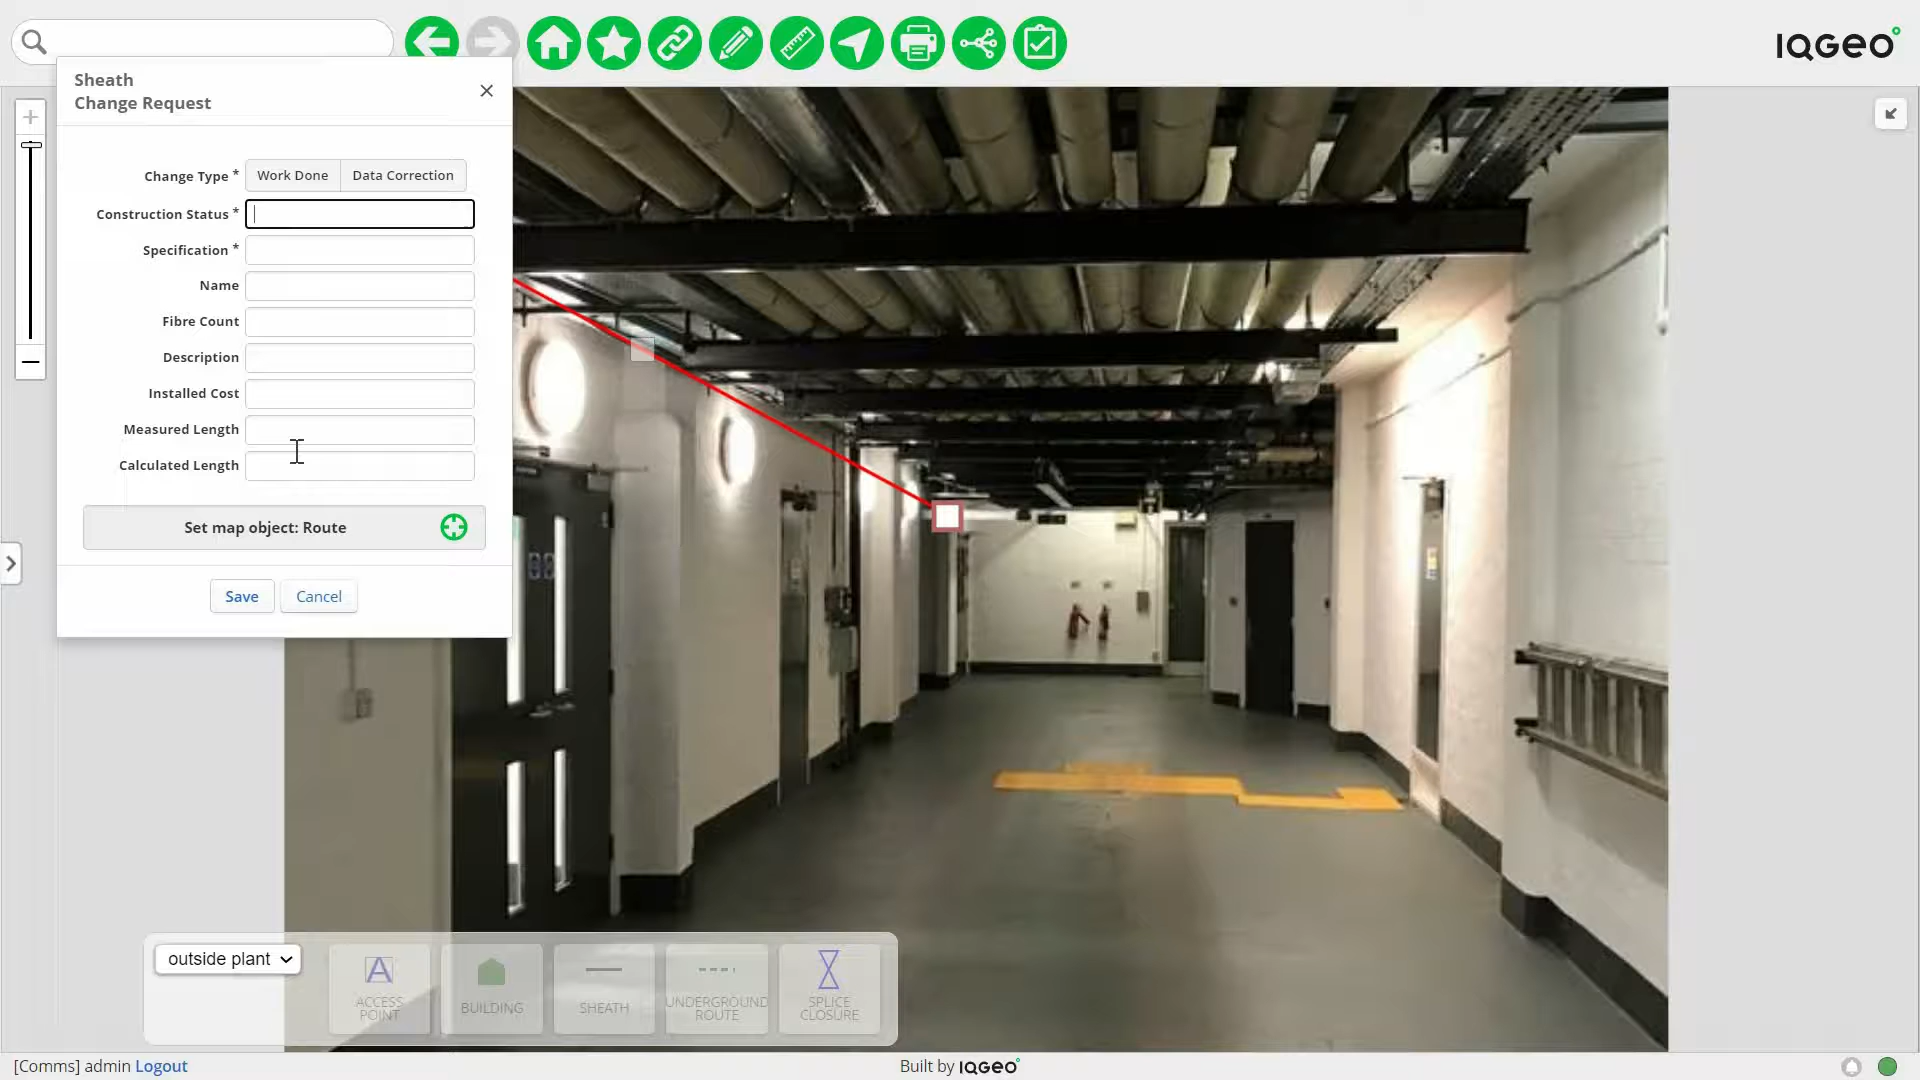 IQGeo
Sheath
Change Request
Change Type *
Work Done
Data Correction
Construction Status *
Specification *
Name
Fibre Count
Description
Installed Cost
Measured Length
Calculated Length
Set map object: Route
Save
Cancel
outside plant
ACCESS
POINT
BUILDING
SHEATH
UNDERGROUND
ROUTE
SPLICE
CLOSURE
[Comms] admin Logout
Built by IQGeo